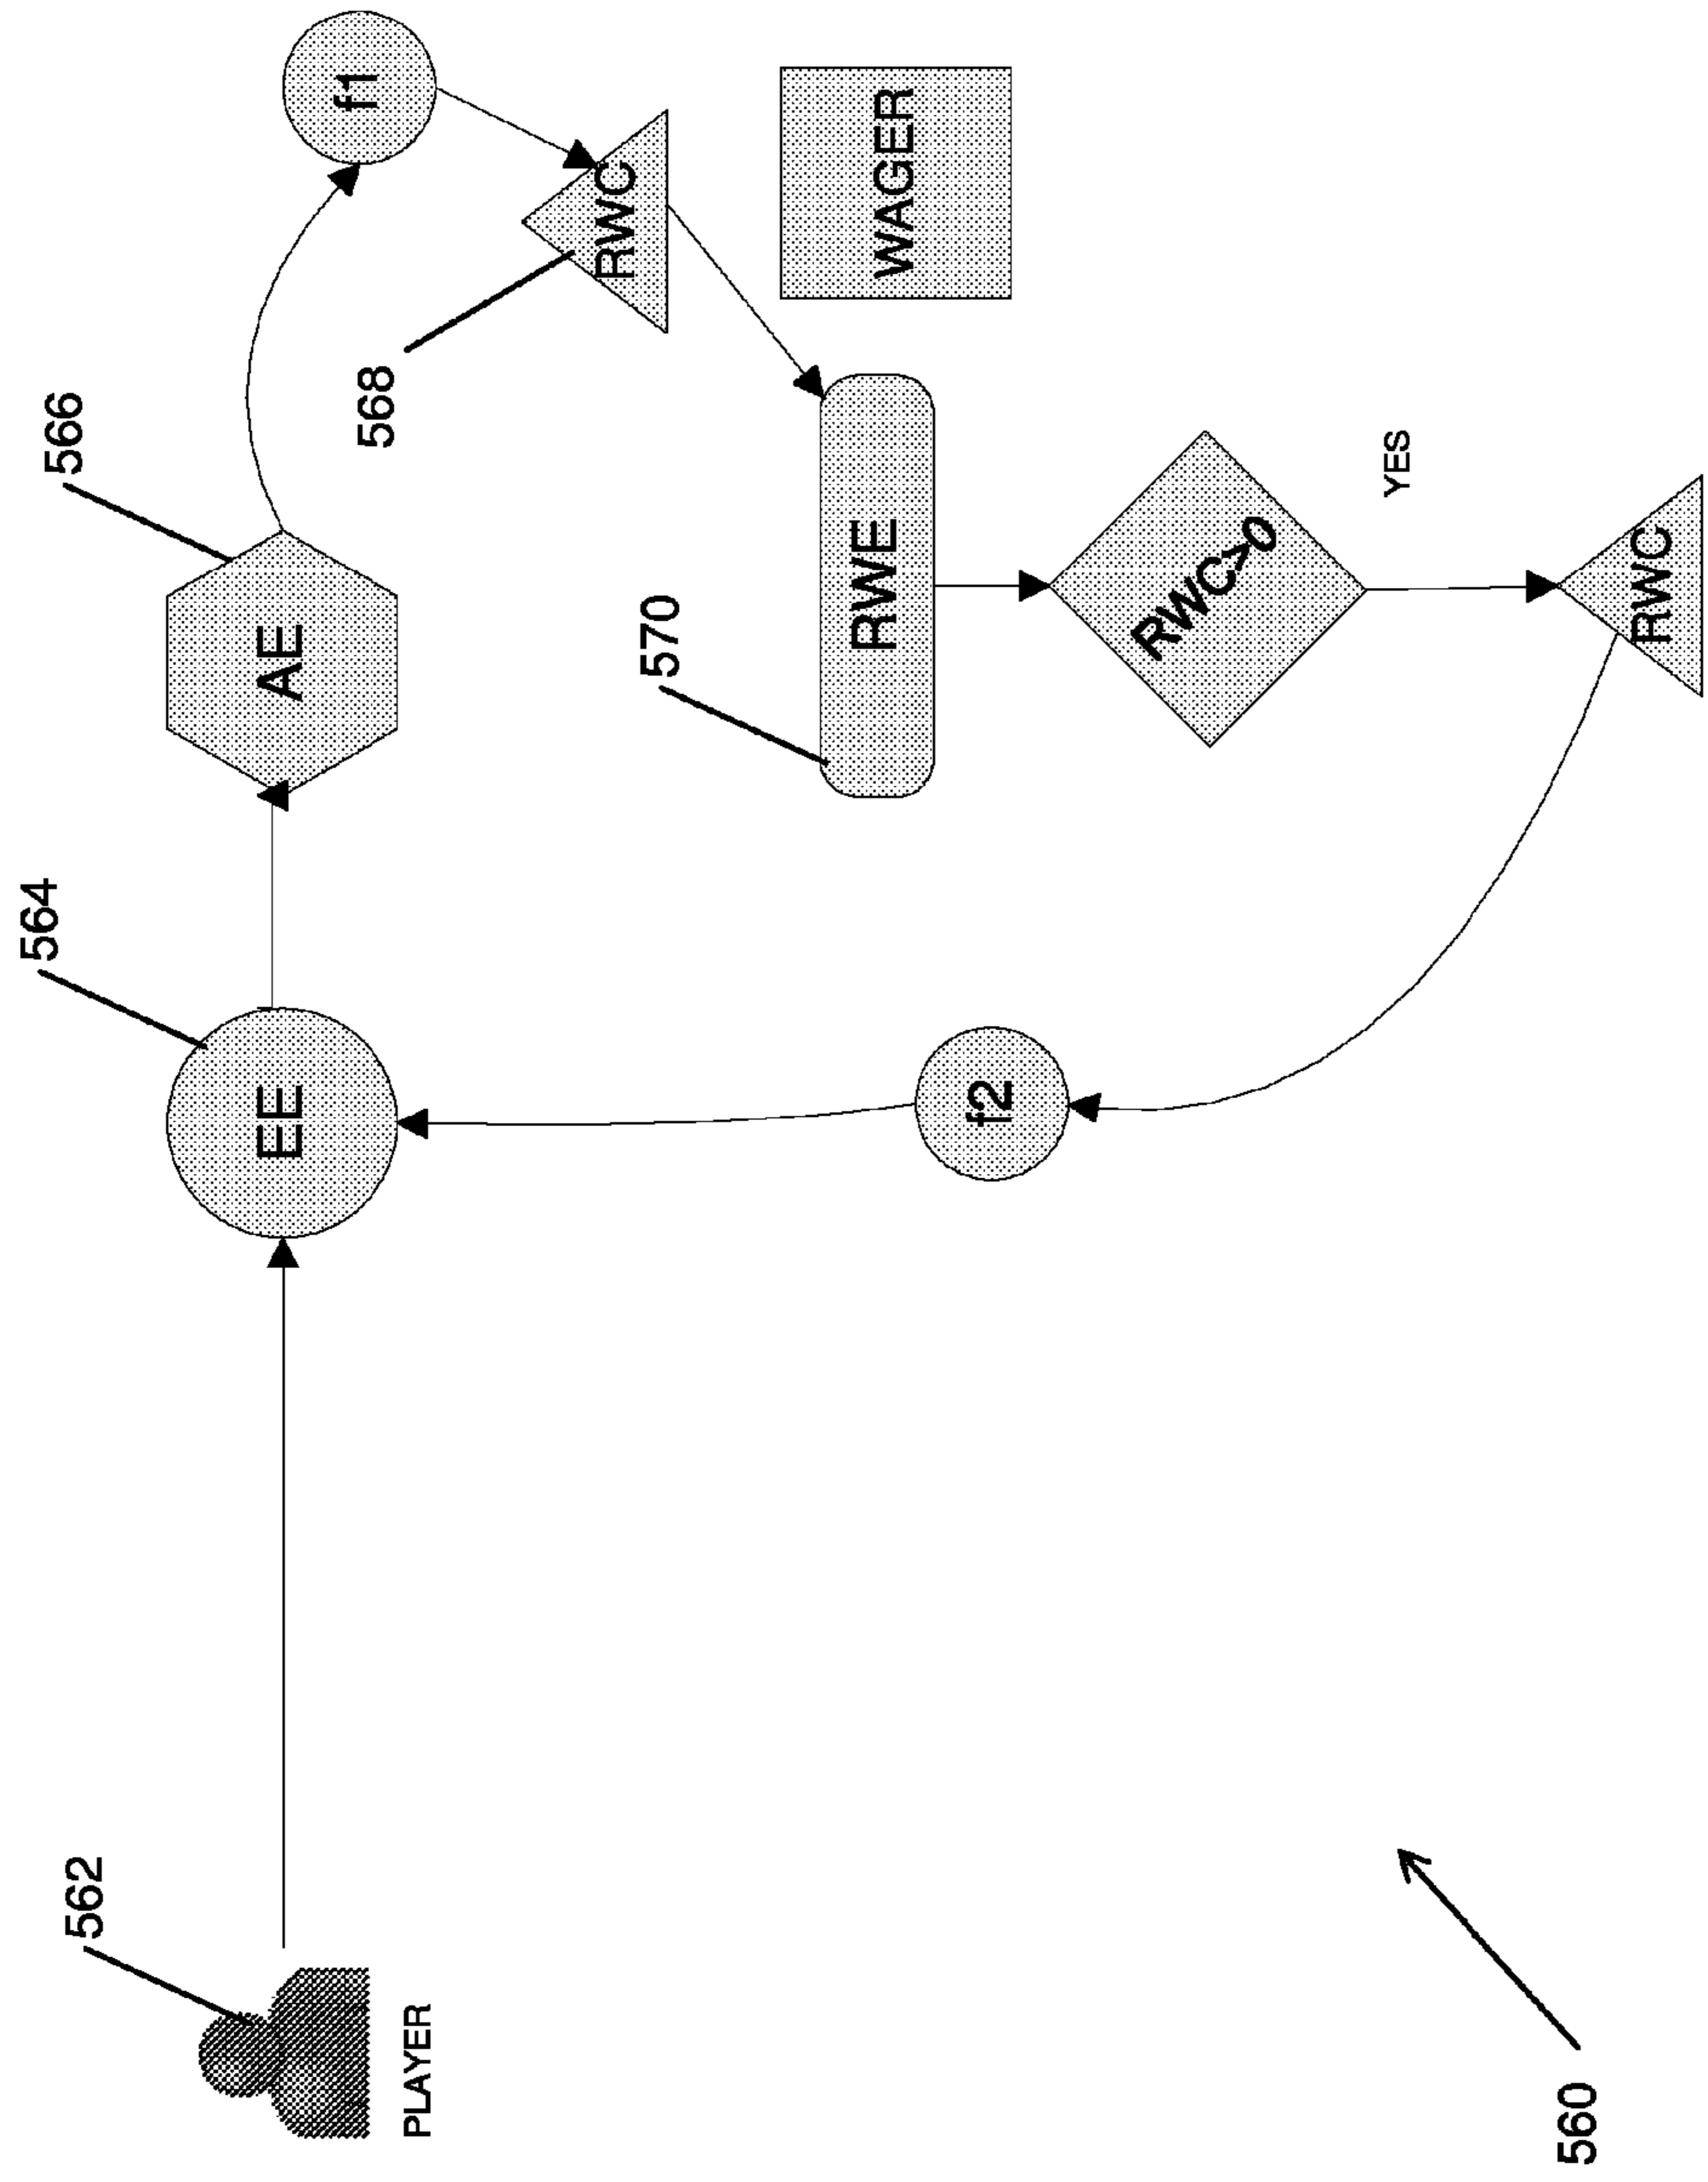 562
PLAYER
564
EE
566
AE
f1
568
RWC
WAGER
570
RWE
RWC>0
YES
RWC
f2
560